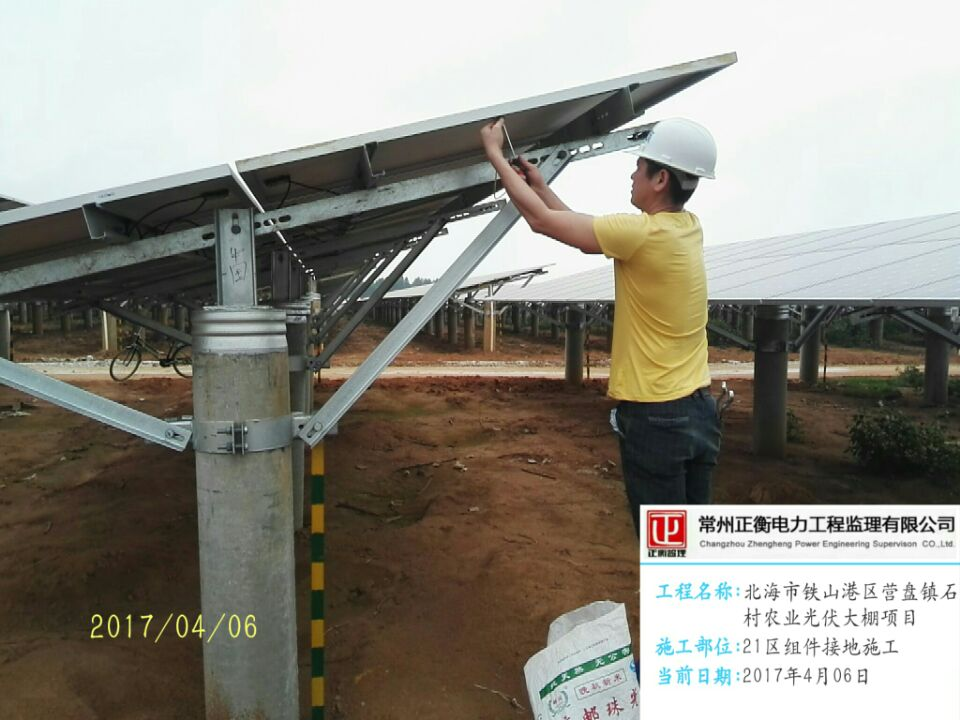 2017/04/06
常州正衡电力工程监理有限公司
Changzhou Zhengheng Power Engineering Supervision CO.,Ltd.
正衡监理
工程名称:北海市铁山港区营盘镇石
村农业光伏大棚项目
施工部位:21区组件接地施工
当前日期:2017年4月06日